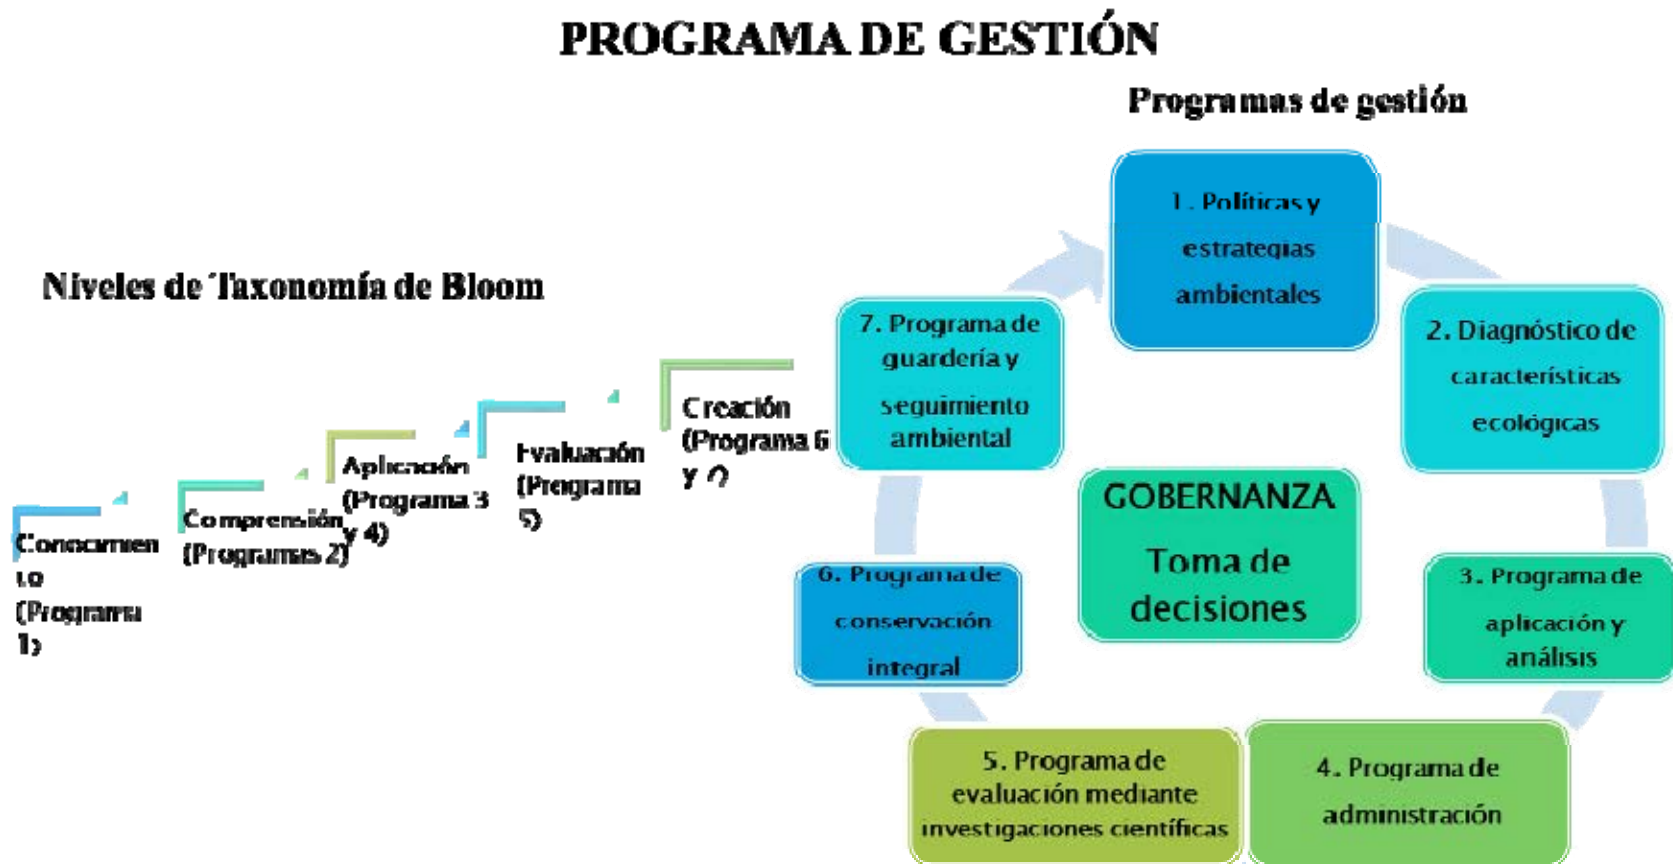 PROGRAMA DE GESTIÓN
Programas de gestión
Niveles de Taxonomía de Bloom
Conocimien
to
(Programa
1)
Comprensión
(Programas 2)
Aplicación
(Programa 3
y 4)
Evaluación
(Programa
5)
Creación
(Programa 6
y 7)
1. Políticas y
estrategias
ambientales
2. Diagnóstico de
características
ecológicas
3. Programa de
aplicación y
análisis
4. Programa de
administración
5. Programa de
evaluación mediante
investigaciones científicas
6. Programa de
conservación
integral
7. Programa de
guardería y
seguimiento
ambiental
GOBERNANZA
Toma de
decisiones